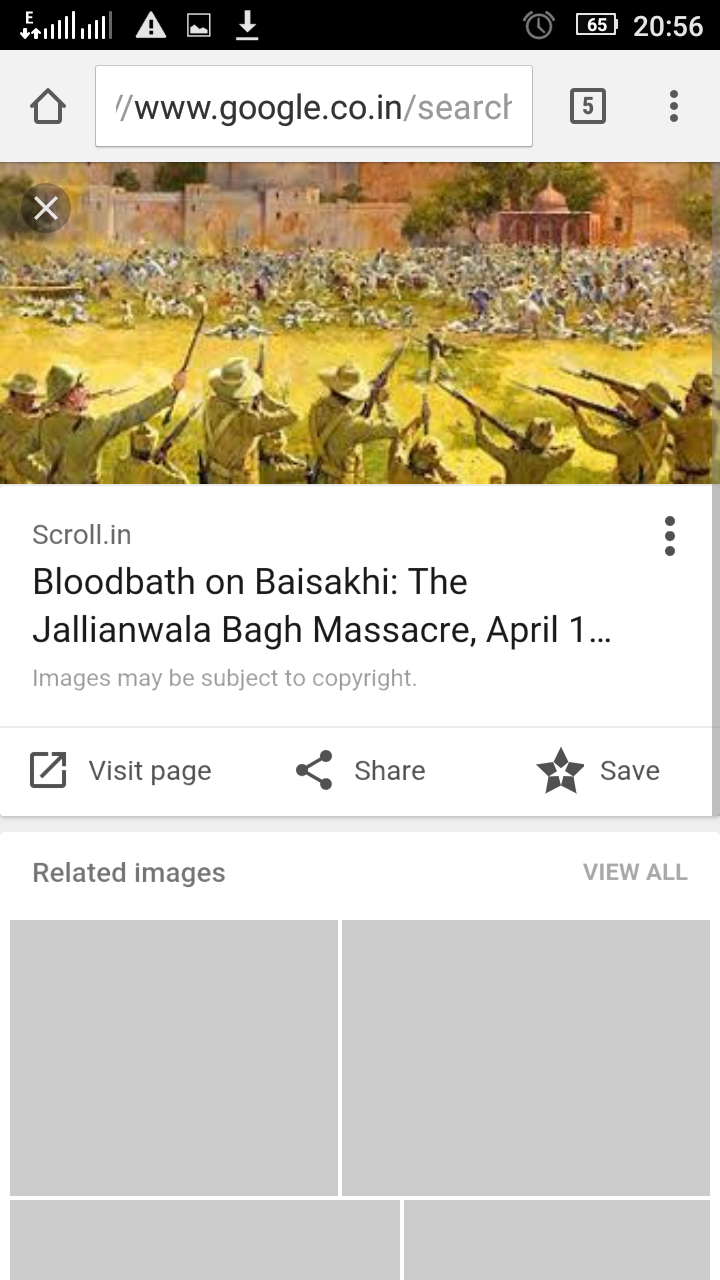 E
65
20:56
//www.google.co.in/search
5
Scroll.in
Bloodbath on Baisakhi: The
Jallianwala Bagh Massacre, April 1...
Images may be subject to copyright.
Visit page
Share
Save
Related images
VIEW ALL